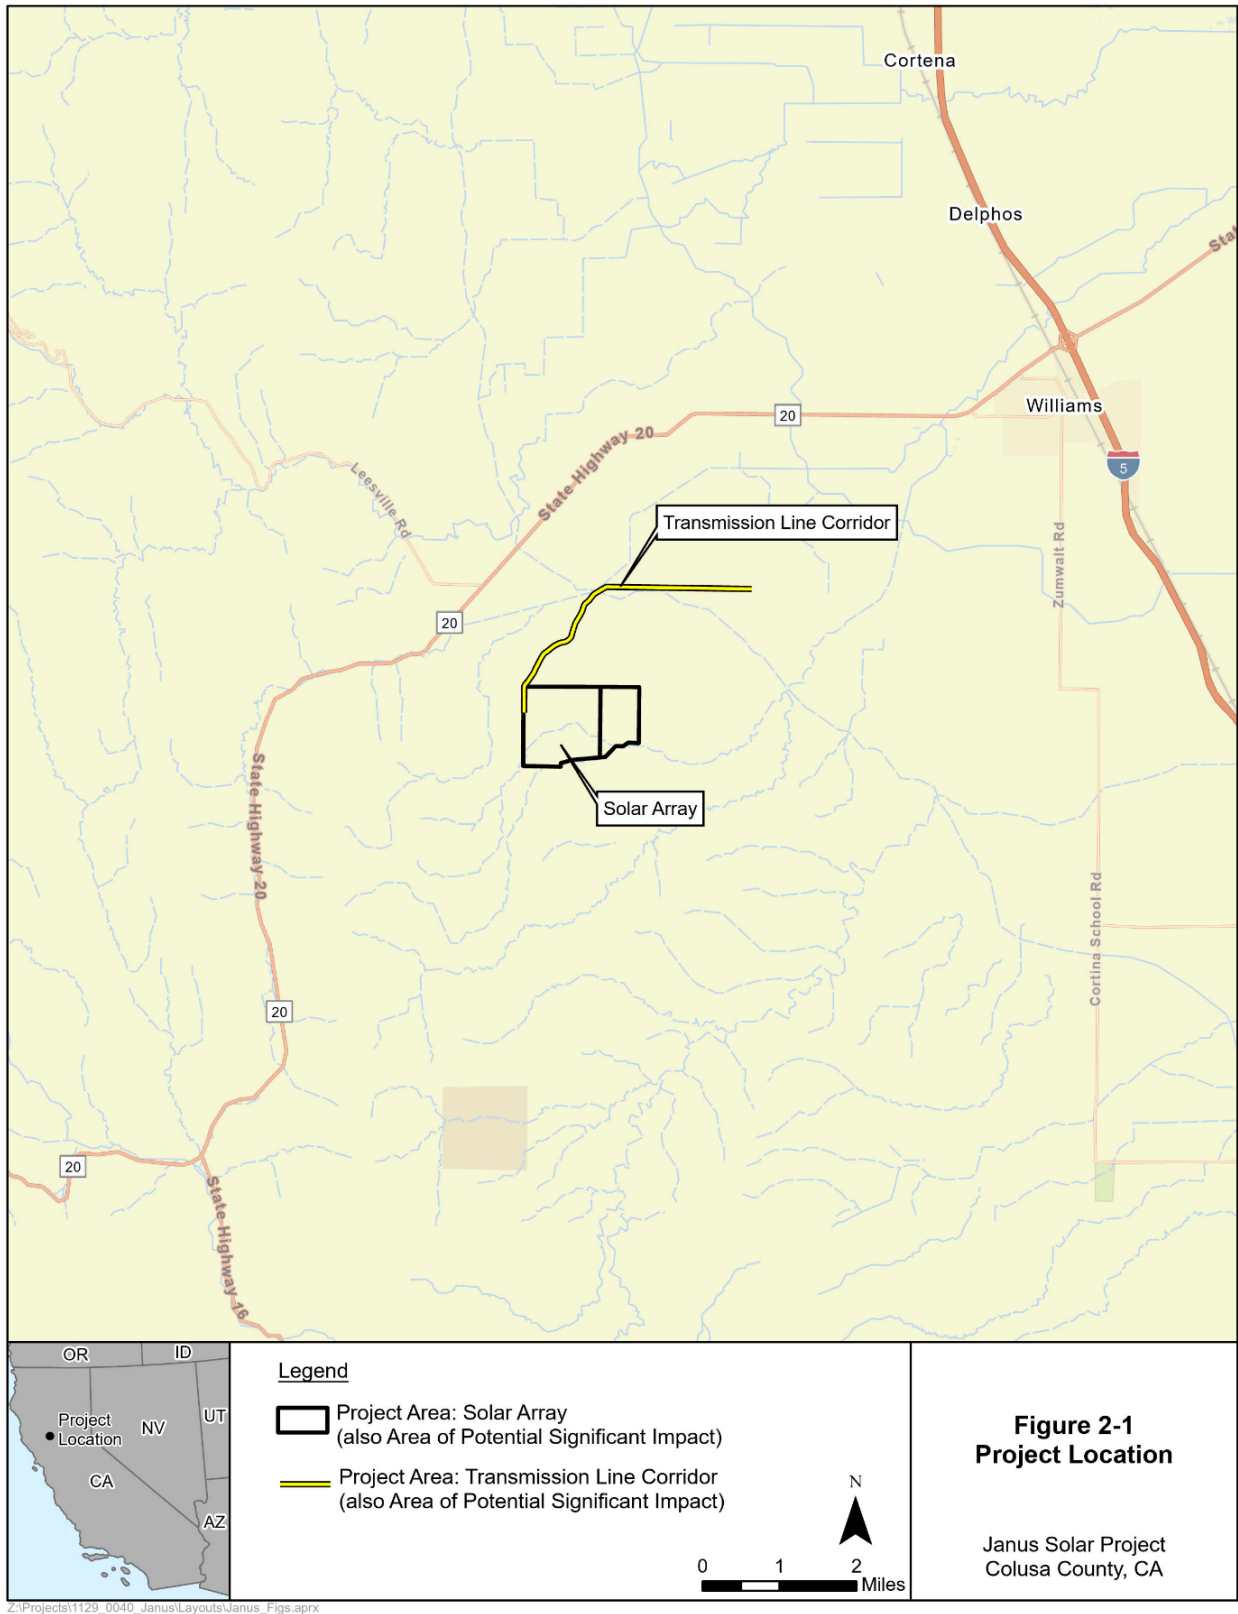 Cortena
Delphos
Stat
20
Williams
State Highway 20
5
Leesville Rd
Transmission Line Corridor
Zumwalt Rd
20
Solar Array
State Highway 20
Cortina School Rd
20
20
State Highway 16
OR
ID
Project
Location
NV
UT
CA
AZ
Legend
Project Area: Solar Array
(also Area of Potential Significant Impact)
Project Area: Transmission Line Corridor
(also Area of Potential Significant Impact)
N
0 1 2
Miles
Figure 2-1
Project Location
Janus Solar Project
Colusa County, CA
Z:\Projects\1129_0040_Janus\Layouts\Janus_Figs.aprx